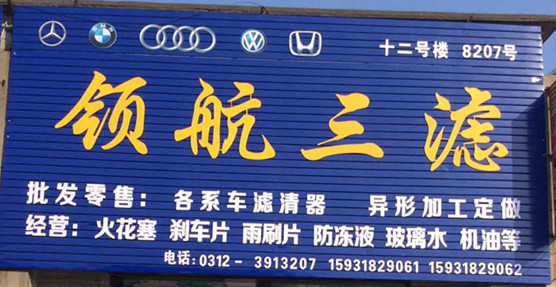 十二号楼 8207号
领航三滤
批发零售：各系车滤清器 异形加工定做
经营：火花塞 刹车片 雨刷片 防冻液 玻璃水 机油等
电话：0312-3913207 15931829061 15931829062